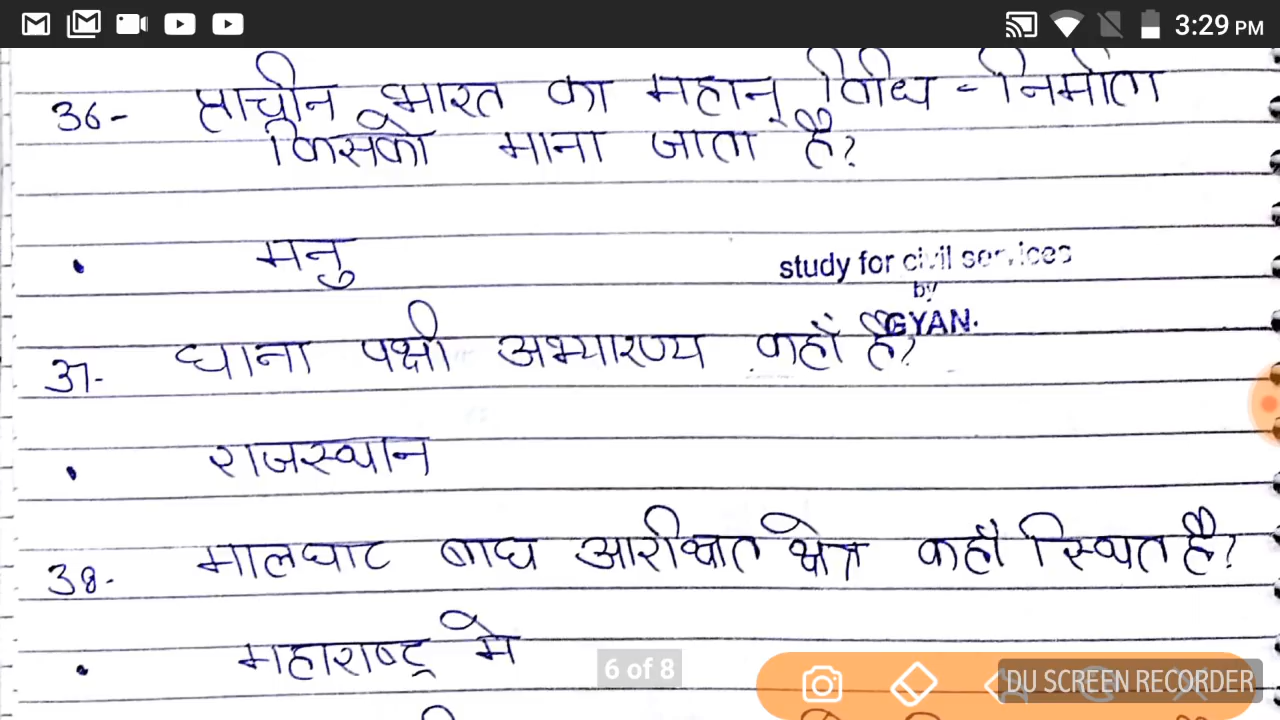 3:29 PM
36- प्राचीन भारत का महान् विधि - निर्माता
किसको माना जाता है?
• मनु
study for civil services
by
GYAN.
37- घाना पक्षी अभ्यारण्य कहाँ है?
• राजस्थान
38- मालघाट बाघ आरीक्षात क्षेत्र कहाँ स्थित है?
• महाराष्ट्र मे
6 of 8
DU SCREEN RECORDER